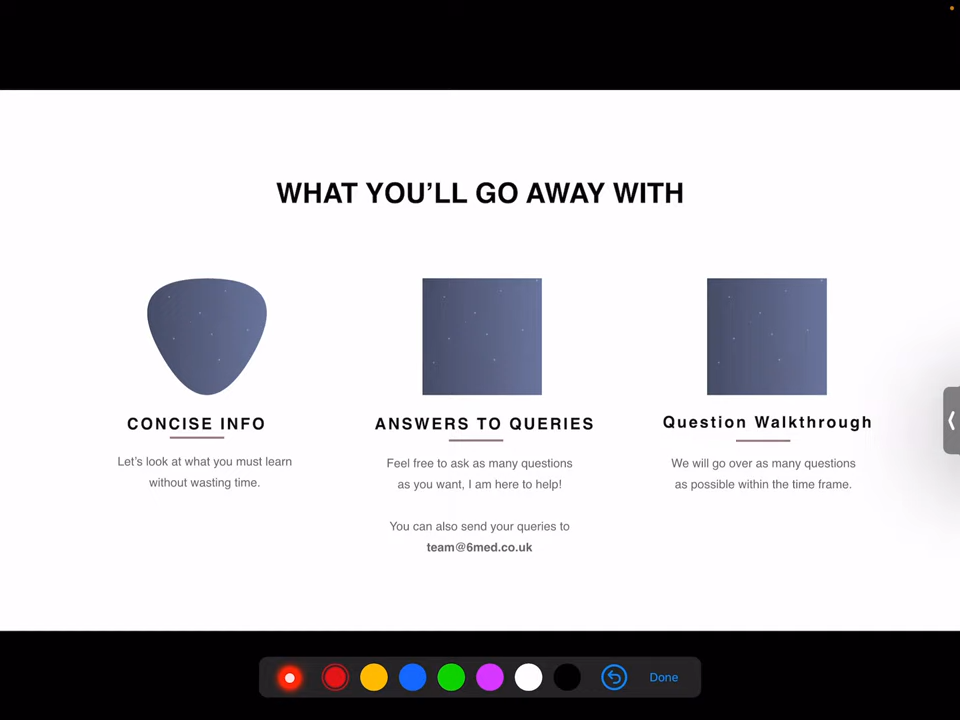 WHAT YOU’LL GO AWAY WITH
CONCISE INFO
Let’s look at what you must learn
without wasting time.
ANSWERS TO QUERIES
Feel free to ask as many questions
as you want, I am here to help!
You can also send your queries to
team@6med.co.uk
Question Walkthrough
We will go over as many questions
as possible within the time frame.
Done